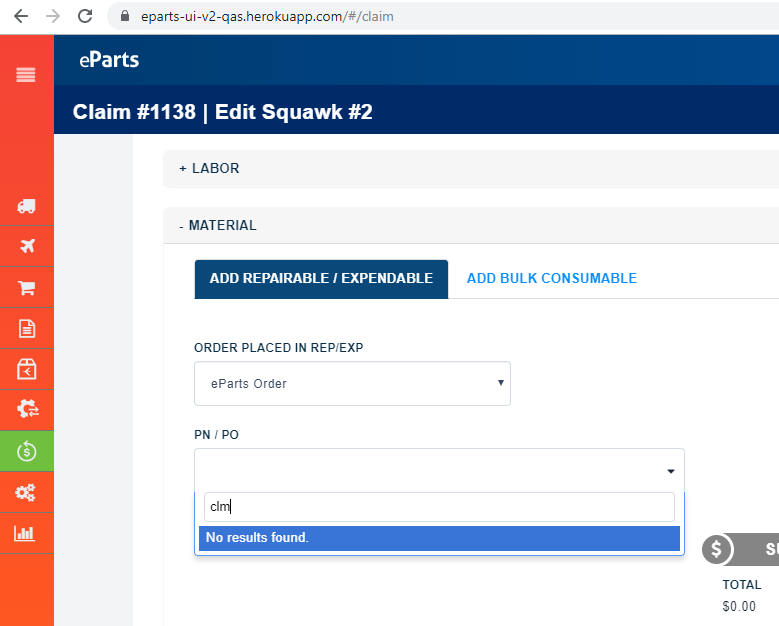 eparts-ui-v2-qas.herokuapp.com/#/claim
eParts
Claim #1138 | Edit Squawk #2
+ LABOR
- MATERIAL
ADD REPAIRABLE / EXPENDABLE
ADD BULK CONSUMABLE
ORDER PLACED IN REP/EXP
eParts Order
PN / PO
clm
No results found.
$
TOTAL
$0.00